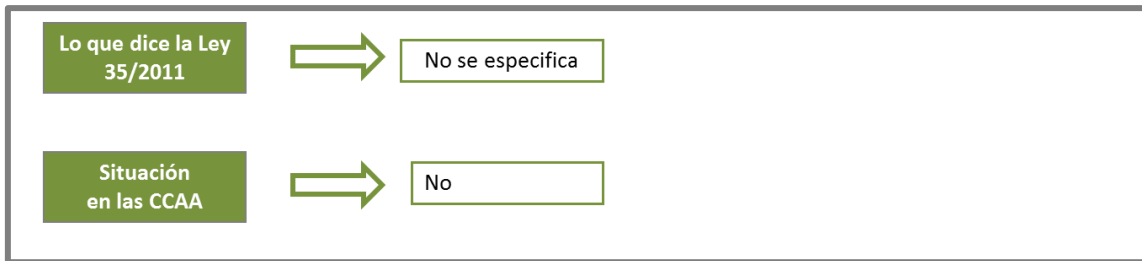 Lo que dice la Ley
35/2011
No se especifica
Situación
en las CCAA
No